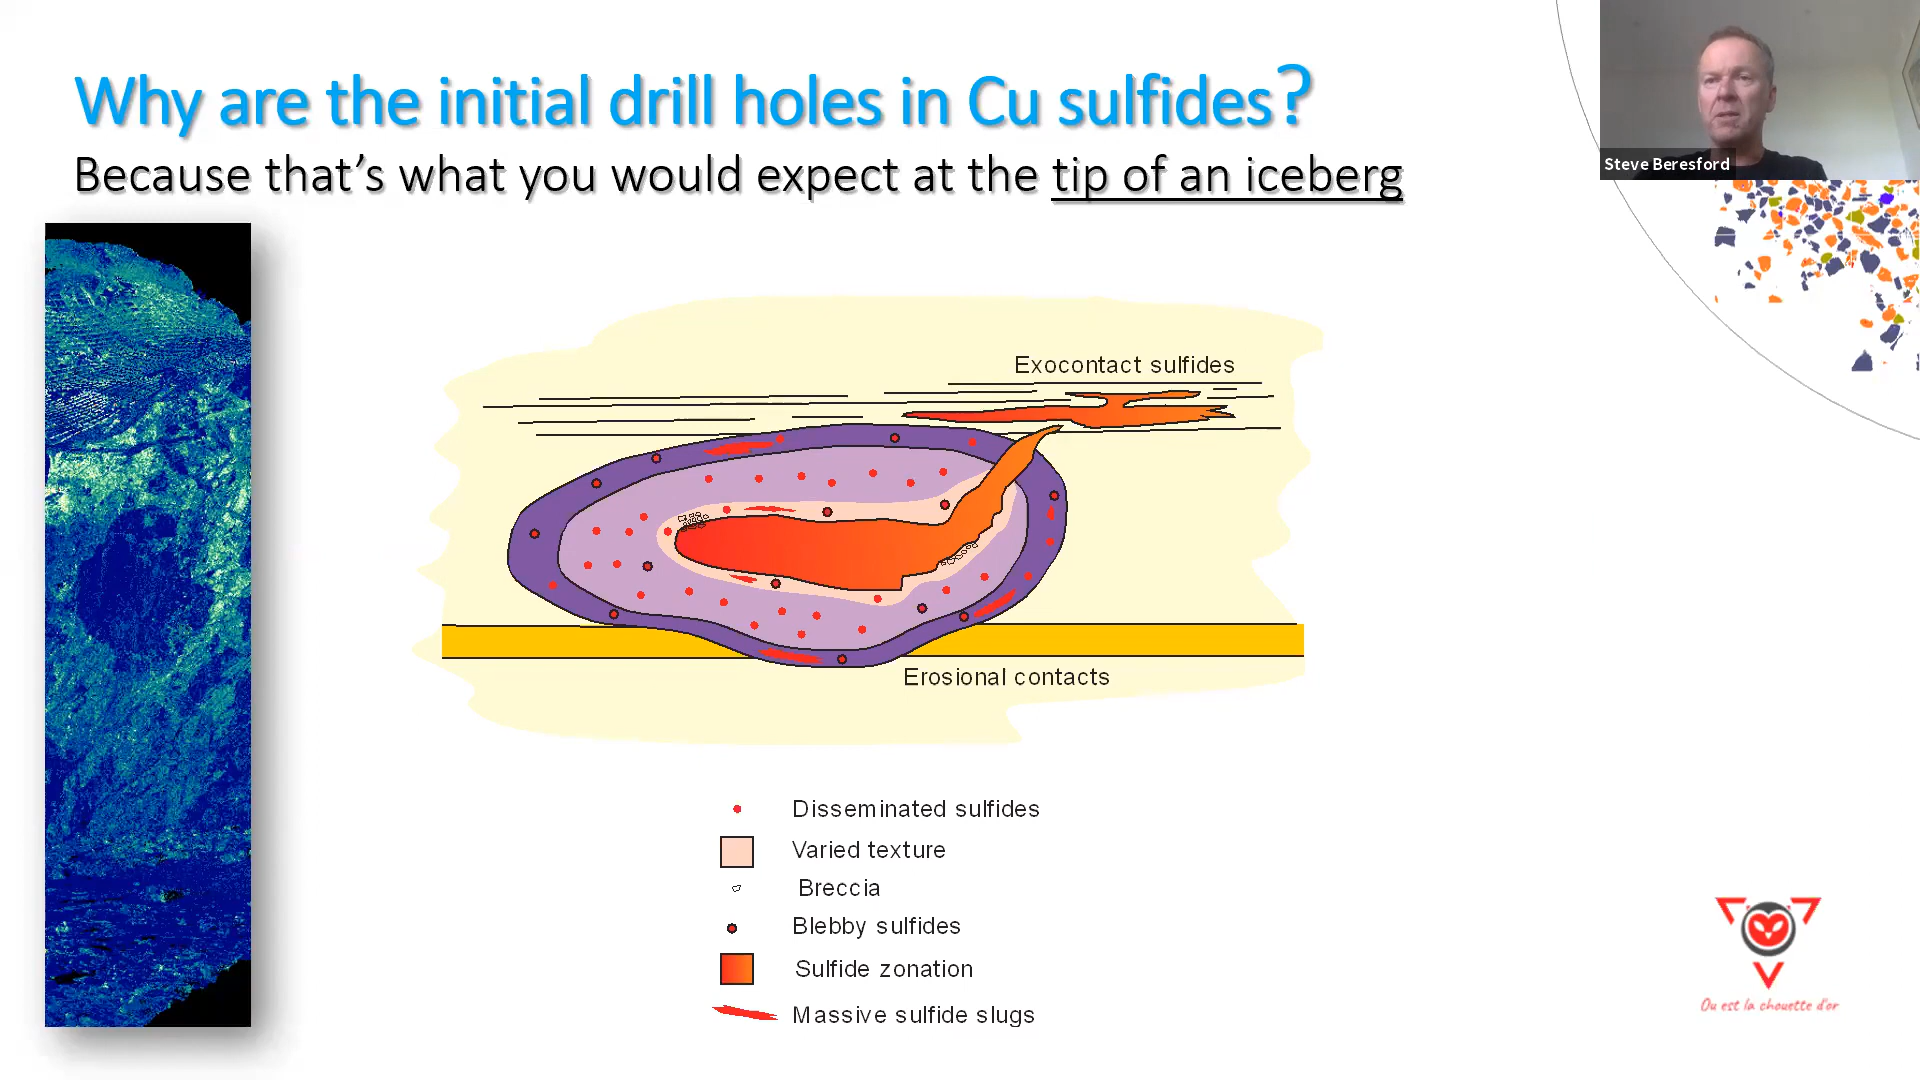 Why are the initial drill holes in Cu sulfides?
Because that's what you would expect at the tip of an iceberg
Steve Beresford
Exocontact sulfides
Erosional contacts
Disseminated sulfides
Varied texture
Breccia
Blebby sulfides
Sulfide zonation
Massive sulfide slugs
Ou est la chouette d'or